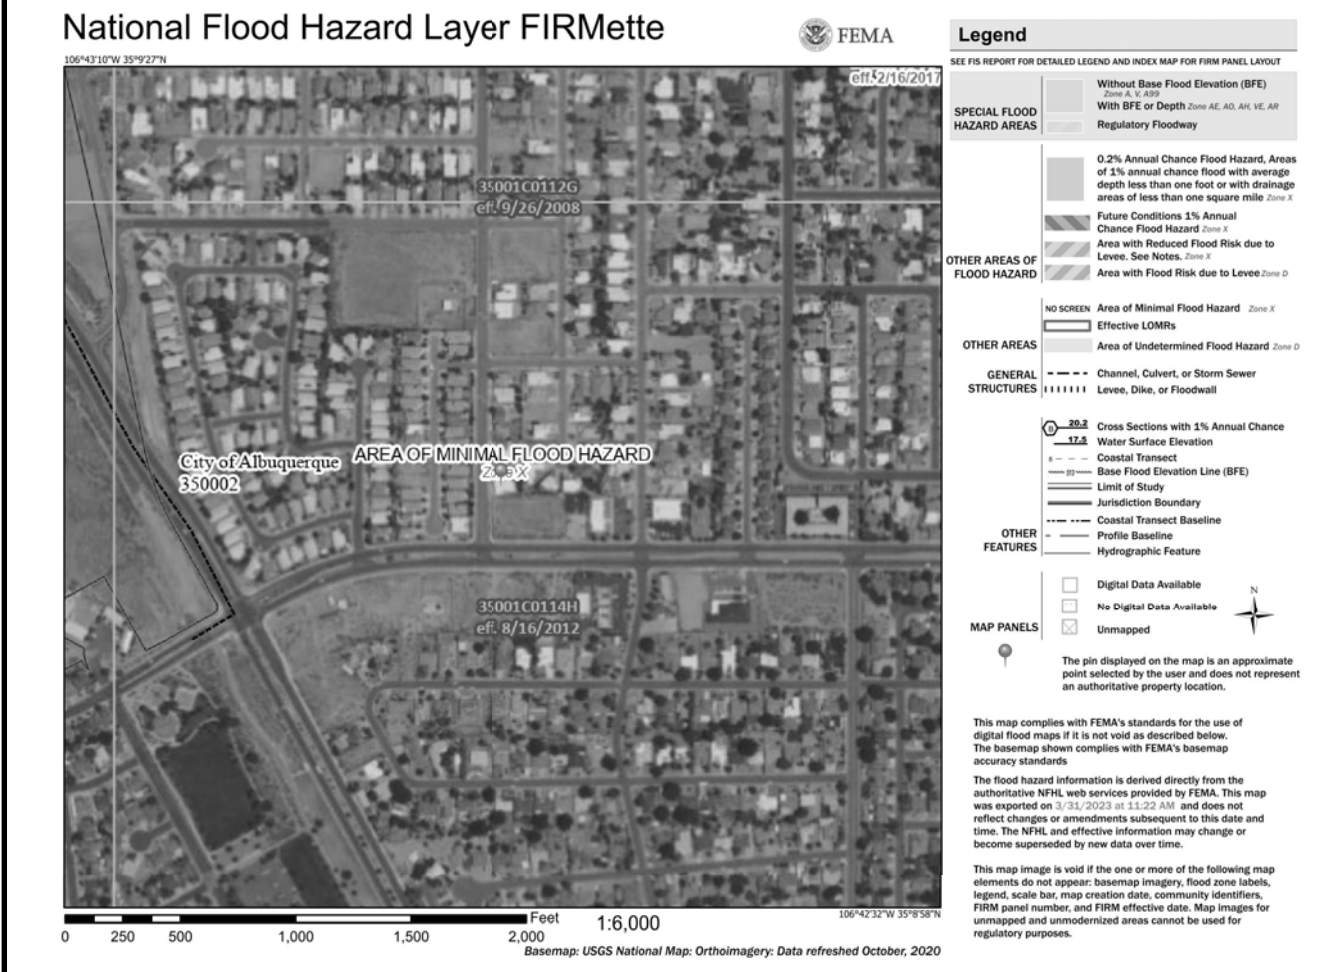 National Flood Hazard Layer FIRMette
FEMA
106°43'10"W 35°9'27"N
eff. 2/16/2017
35001C0112G
eff. 9/26/2008
City of Albuquerque
350002
AREA OF MINIMAL FLOOD HAZARD
Zone X
35001C0114H
eff. 8/16/2012
0 250 500 1,000 1,500 2,000 Feet
1:6,000
106°42'32"W 35°8'58"N
Basemap: USGS National Map: Orthoimagery: Data refreshed October, 2020
Legend
SEE FIS REPORT FOR DETAILED LEGEND AND INDEX MAP FOR FIRM PANEL LAYOUT
SPECIAL FLOOD
HAZARD AREAS
Without Base Flood Elevation (BFE)
Zone A, V, A99
With BFE or Depth Zone AE, AO, AH, VE, AR
Regulatory Floodway
OTHER AREAS OF
FLOOD HAZARD
0.2% Annual Chance Flood Hazard, Areas
of 1% annual chance flood with average
depth less than one foot or with drainage
areas of less than one square mile Zone X
Future Conditions 1% Annual
Chance Flood Hazard Zone X
Area with Reduced Flood Risk due to
Levee. See Notes. Zone X
Area with Flood Risk due to Levee Zone D
OTHER AREAS
NO SCREEN Area of Minimal Flood Hazard Zone X
Effective LOMRs
Area of Undetermined Flood Hazard Zone D
GENERAL
STRUCTURES
Channel, Culvert, or Storm Sewer
Levee, Dike, or Floodwall
OTHER
FEATURES
B 20.2 Cross Sections with 1% Annual Chance
17.5 Water Surface Elevation
8 Coastal Transect
513 Base Flood Elevation Line (BFE)
Limit of Study
Jurisdiction Boundary
Coastal Transect Baseline
Profile Baseline
Hydrographic Feature
MAP PANELS
Digital Data Available
No Digital Data Available
Unmapped
N
The pin displayed on the map is an approximate
point selected by the user and does not represent
an authoritative property location.
This map complies with FEMA's standards for the use of
digital flood maps if it is not void as described below.
The basemap shown complies with FEMA's basemap
accuracy standards
The flood hazard information is derived directly from the
authoritative NFHL web services provided by FEMA. This map
was exported on 3/31/2023 at 11:22 AM and does not
reflect changes or amendments subsequent to this date and
time. The NFHL and effective information may change or
become superseded by new data over time.
This map image is void if the one or more of the following map
elements do not appear: basemap imagery, flood zone labels,
legend, scale bar, map creation date, community identifiers,
FIRM panel number, and FIRM effective date. Map images for
unmapped and unmodernized areas cannot be used for
regulatory purposes.